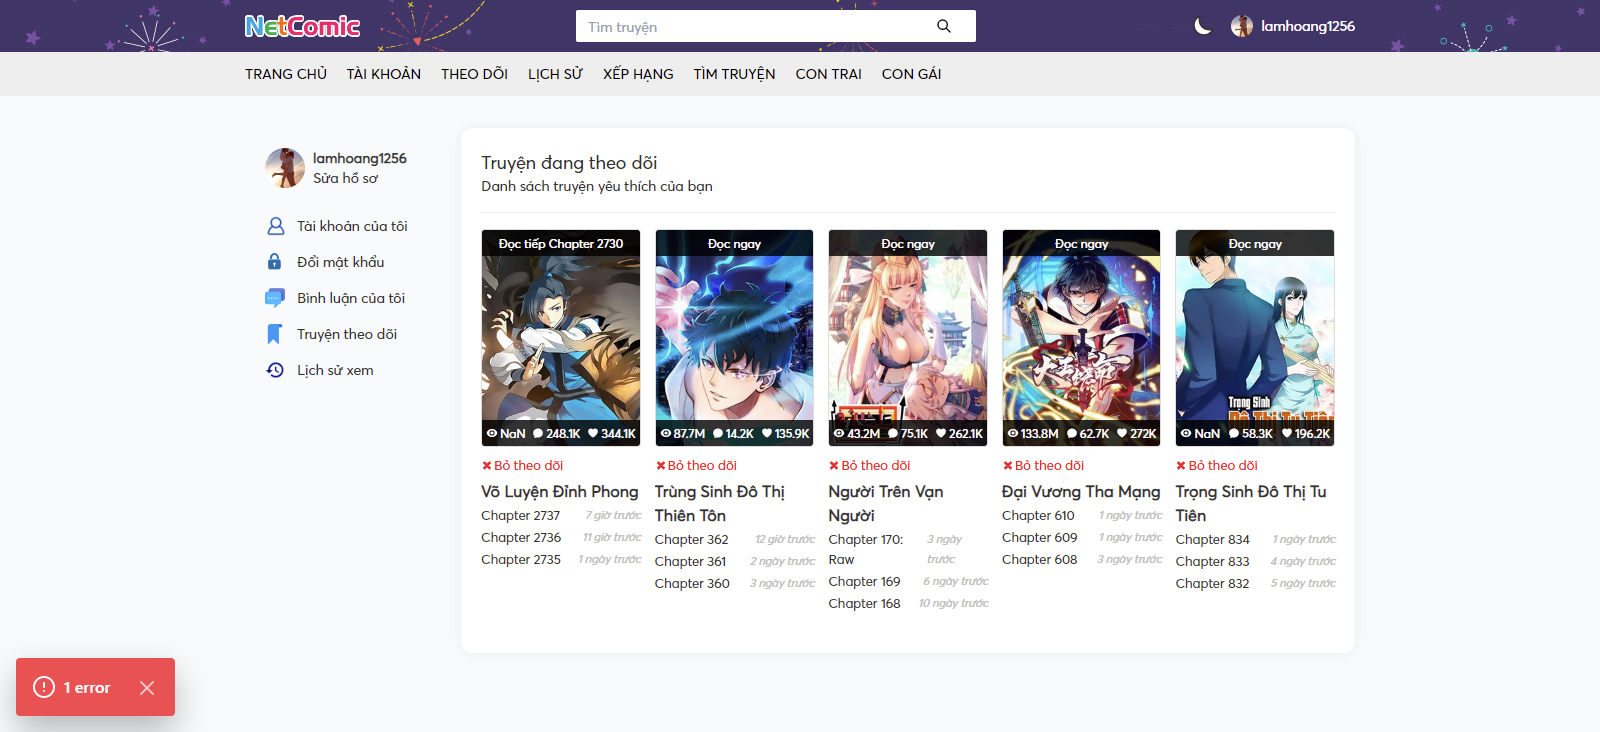 NetComic
Tìm truyện
lamhoang1256
TRANG CHỦ TÀI KHOẢN THEO DÕI LỊCH SỬ XẾP HẠNG TÌM TRUYỆN CON TRAI CON GÁI
lamhoang1256
Sửa hồ sơ
Tài khoản của tôi
Đổi mật khẩu
Bình luận của tôi
Truyện theo dõi
Lịch sử xem
Truyện đang theo dõi
Danh sách truyện yêu thích của bạn
Đọc tiếp Chapter 2730
NaN 248.1K 344.1K
Bỏ theo dõi
Võ Luyện Đỉnh Phong
Chapter 2737 7 giờ trước
Chapter 2736 11 giờ trước
Chapter 2735 1 ngày trước
Đọc ngay
87.7M 14.2K 135.9K
Bỏ theo dõi
Trùng Sinh Đô Thị
Thiên Tôn
Chapter 362 12 giờ trước
Chapter 361 2 ngày trước
Chapter 360 3 ngày trước
Đọc ngay
43.2M 75.1K 262.1K
Bỏ theo dõi
Người Trên Vạn
Người
Chapter 170: 3 ngày
Raw trước
Chapter 169 6 ngày trước
Chapter 168 10 ngày trước
Đọc ngay
133.8M 62.7K 272K
Bỏ theo dõi
Đại Vương Tha Mạng
Chapter 610 1 ngày trước
Chapter 609 1 ngày trước
Chapter 608 3 ngày trước
Đọc ngay
Trọng Sinh
Đô Thị Tu Tiên
NaN 58.3K 196.2K
Bỏ theo dõi
Trọng Sinh Đô Thị Tu
Tiên
Chapter 834 1 ngày trước
Chapter 833 4 ngày trước
Chapter 832 5 ngày trước
1 error